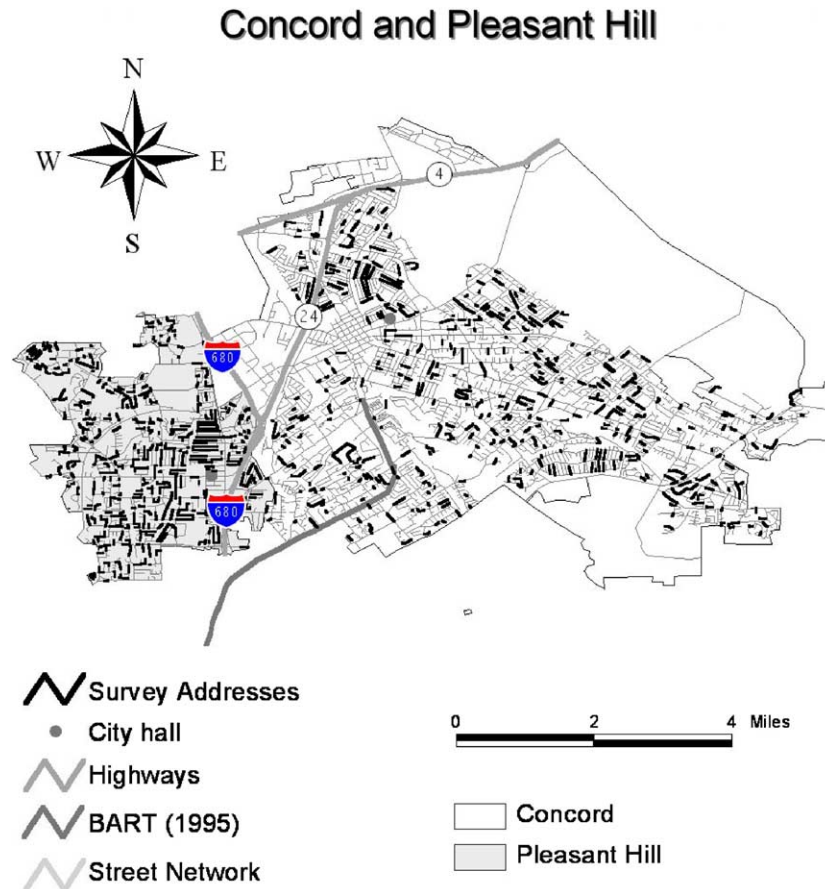 Concord and Pleasant Hill
N
W E
S
4
24
680
680
Survey Addresses
City hall
Highways
BART (1995)
Street Network
0 2 4 Miles
Concord
Pleasant Hill